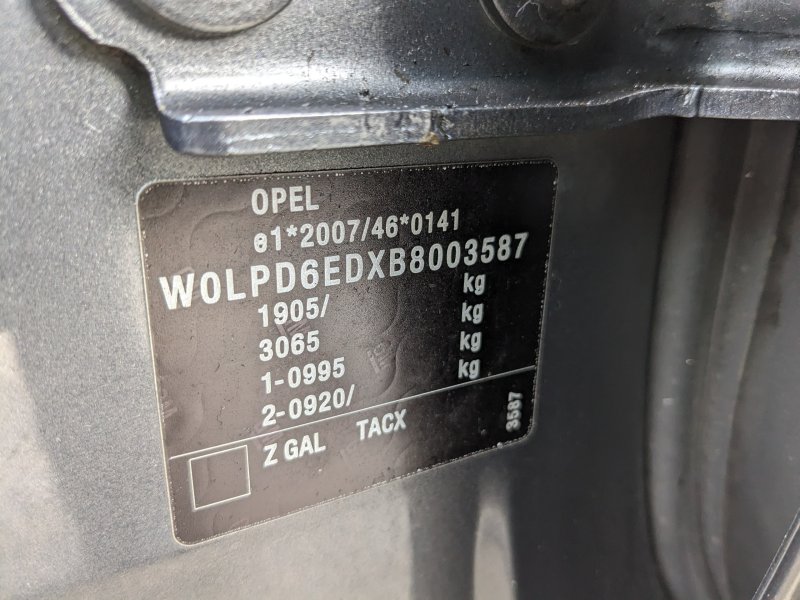 OPEL
e1*2007/46*0141
W0LPD6EDXB8003587
1905/ kg
3065 kg
1-0995 kg
2-0920/ kg
Z GAL TACX
3587